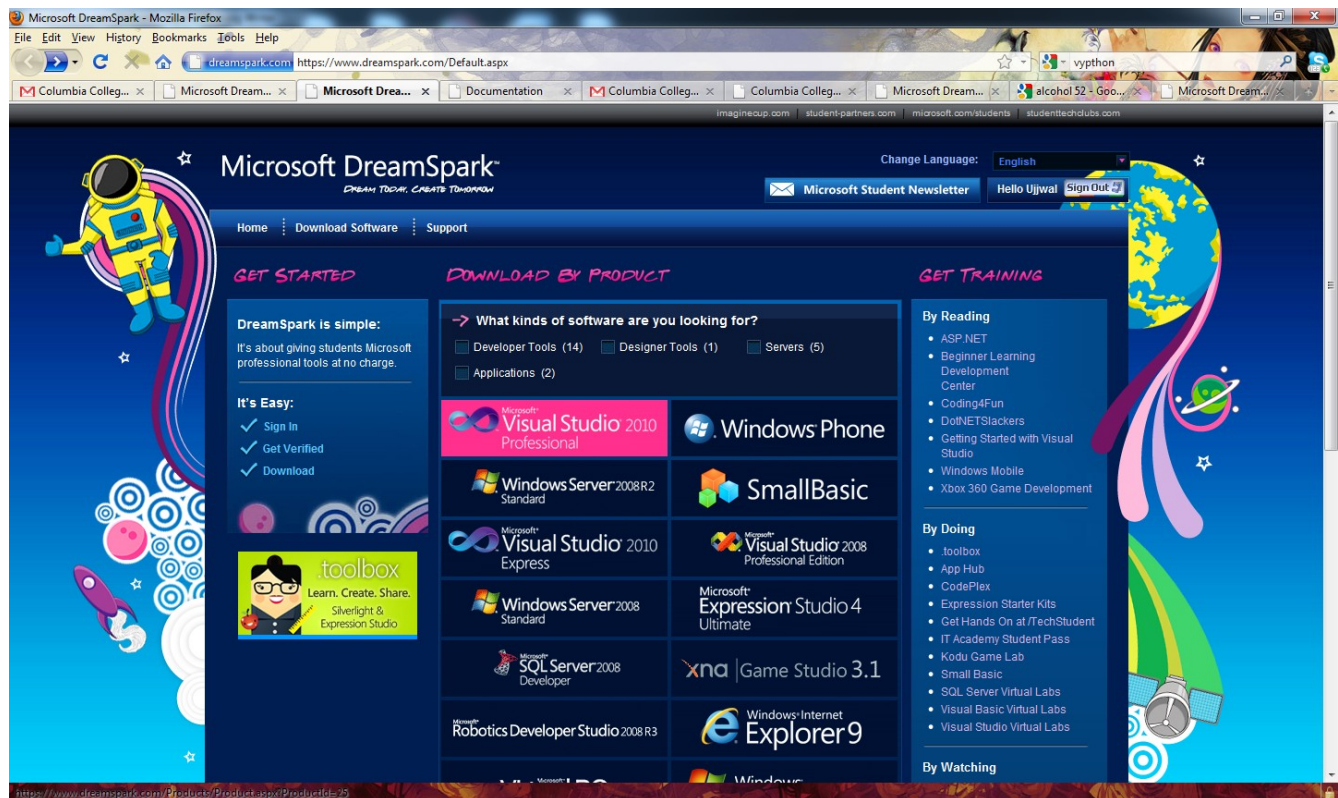 Microsoft DreamSpark - Mozilla Firefox
File Edit View History Bookmarks Tools Help
dreamspark.com https://www.dreamspark.com/Default.aspx
vypthon
Columbia Colleg...
Microsoft Dream...
Microsoft Drea...
Documentation
Columbia Colleg...
Columbia Colleg...
Microsoft Dream...
alcohol 52 - Goo...
Microsoft Dream...
imaginecup.com | student-partners.com | microsoft.com/students | studenttechclubs.com
Microsoft DreamSpark™
DREAM TODAY, CREATE TOMORROW
Change Language: English
Microsoft Student Newsletter
Hello Ujjwal Sign Out
Home
Download Software
Support
GET STARTED
DreamSpark is simple:
It's about giving students Microsoft
professional tools at no charge.
It's Easy:
Sign In
Get Verified
Download
.toolbox
Learn. Create. Share.
Silverlight &
Expression Studio
DOWNLOAD BY PRODUCT
What kinds of software are you looking for?
Developer Tools (14) Designer Tools (1) Servers (5)
Applications (2)
Microsoft®
Visual Studio® 2010
Professional
Windows® Phone
Windows Server® 2008 R2
Standard
SmallBasic
Microsoft®
Visual Studio® 2010
Express
Microsoft®
Visual Studio® 2008
Professional Edition
Windows Server® 2008
Standard
Microsoft®
Expression® Studio 4
Ultimate
Microsoft®
SQL Server® 2008
Developer
xna | Game Studio 3.1
Microsoft®
Robotics Developer Studio 2008 R3
Windows® Internet
Explorer® 9
Windows
GET TRAINING
By Reading
ASP.NET
Beginner Learning
Development
Center
Coding4Fun
DotNETSlackers
Getting Started with Visual
Studio
Windows Mobile
Xbox 360 Game Development
By Doing
.toolbox
App Hub
CodePlex
Expression Starter Kits
Get Hands On at /TechStudent
IT Academy Student Pass
Kodu Game Lab
Small Basic
SQL Server Virtual Labs
Visual Basic Virtual Labs
Visual Studio Virtual Labs
By Watching
https://www.dreamspark.com/Products/Product.aspx?ProductId=25